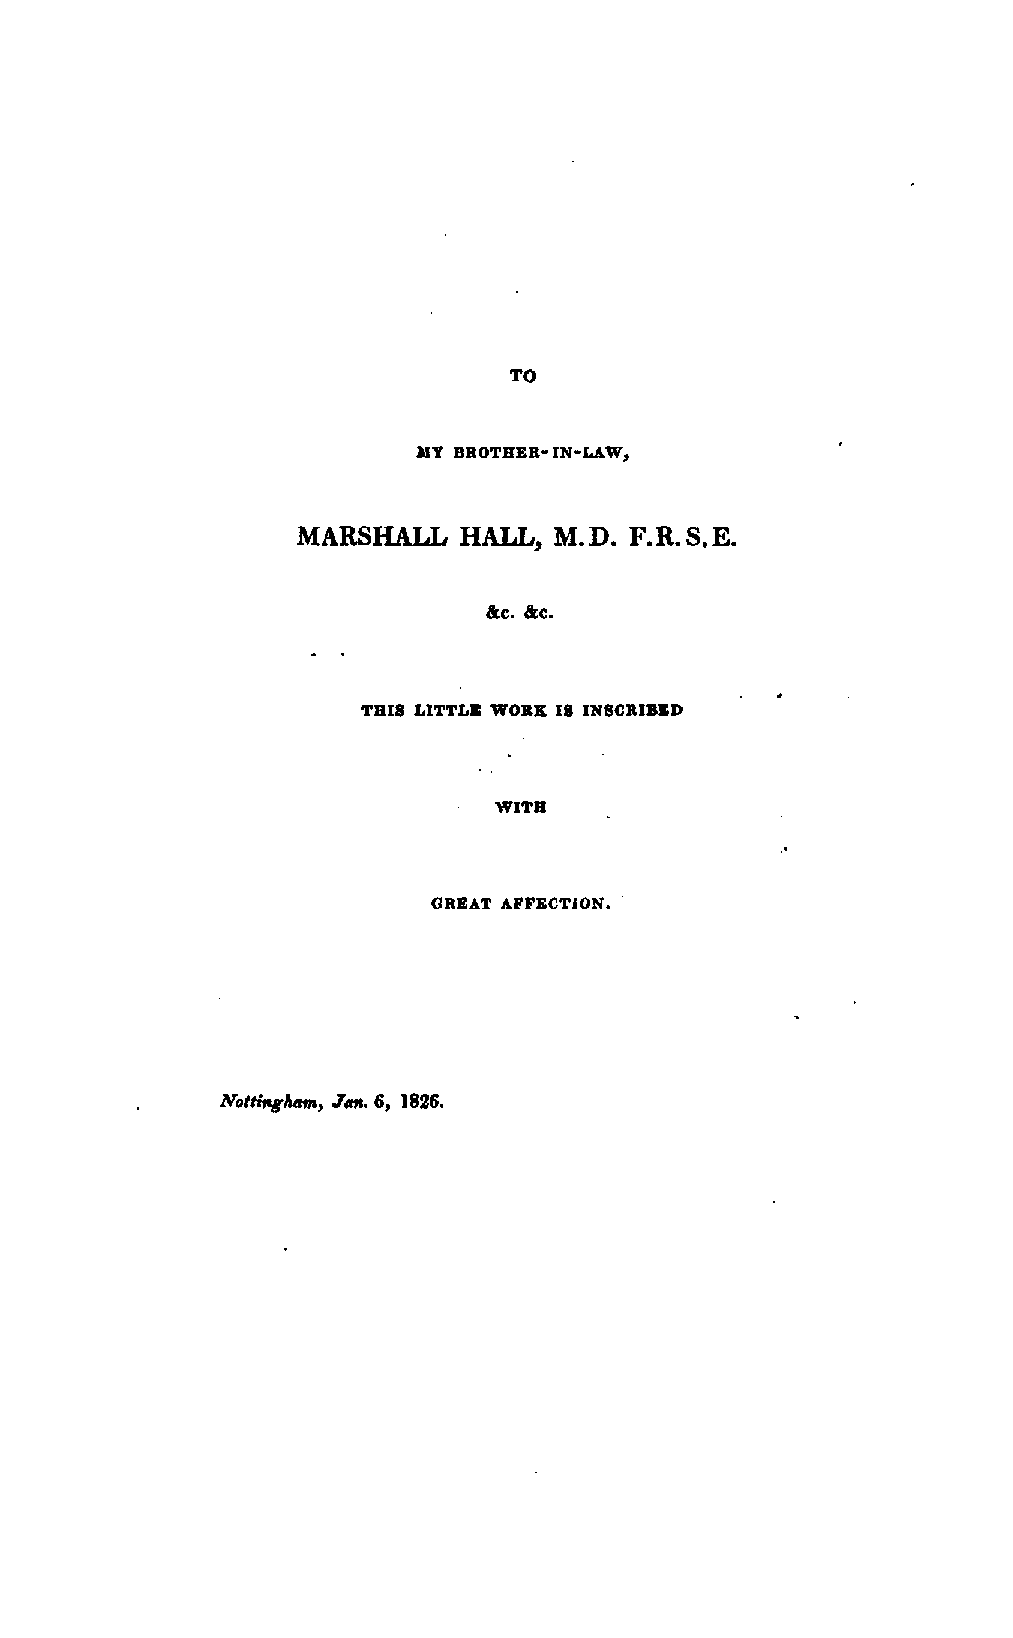 TO
MY BROTHER-IN-LAW,
MARSHALL HALL, M.D. F.R.S.E.
&c. &c.
THIS LITTLE WORK IS INSCRIBED
WITH
GREAT AFFECTION.
Nottingham, Jan. 6, 1826.